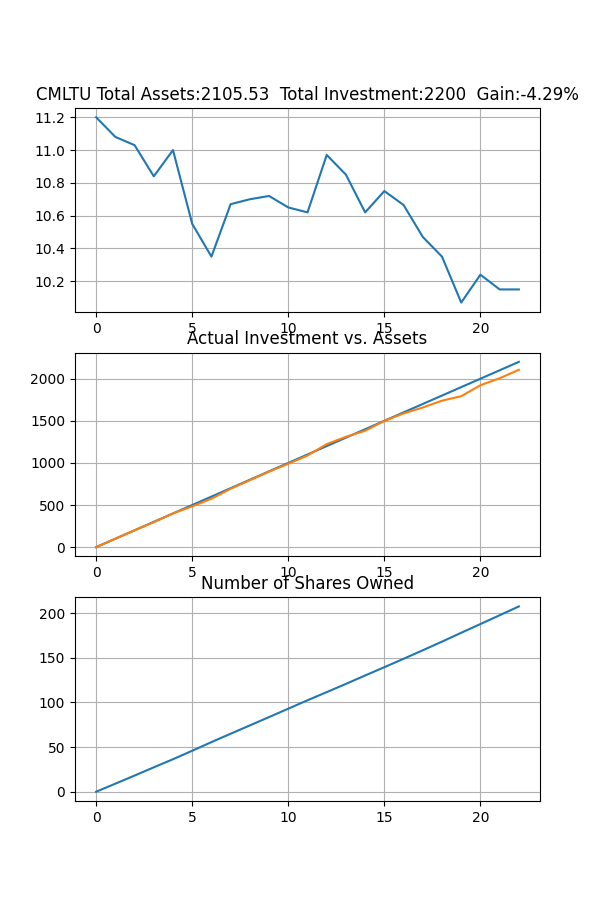 CMLTU Total Assets:2105.53  Total Investment:2200  Gain:-4.29%
11.2
11.0
10.8
10.6
10.4
10.2
0 5 10 15 20
Actual Investment vs. Assets
2000
1500
1000
500
0
0 5 10 15 20
Number of Shares Owned
200
150
100
50
0
0 5 10 15 20